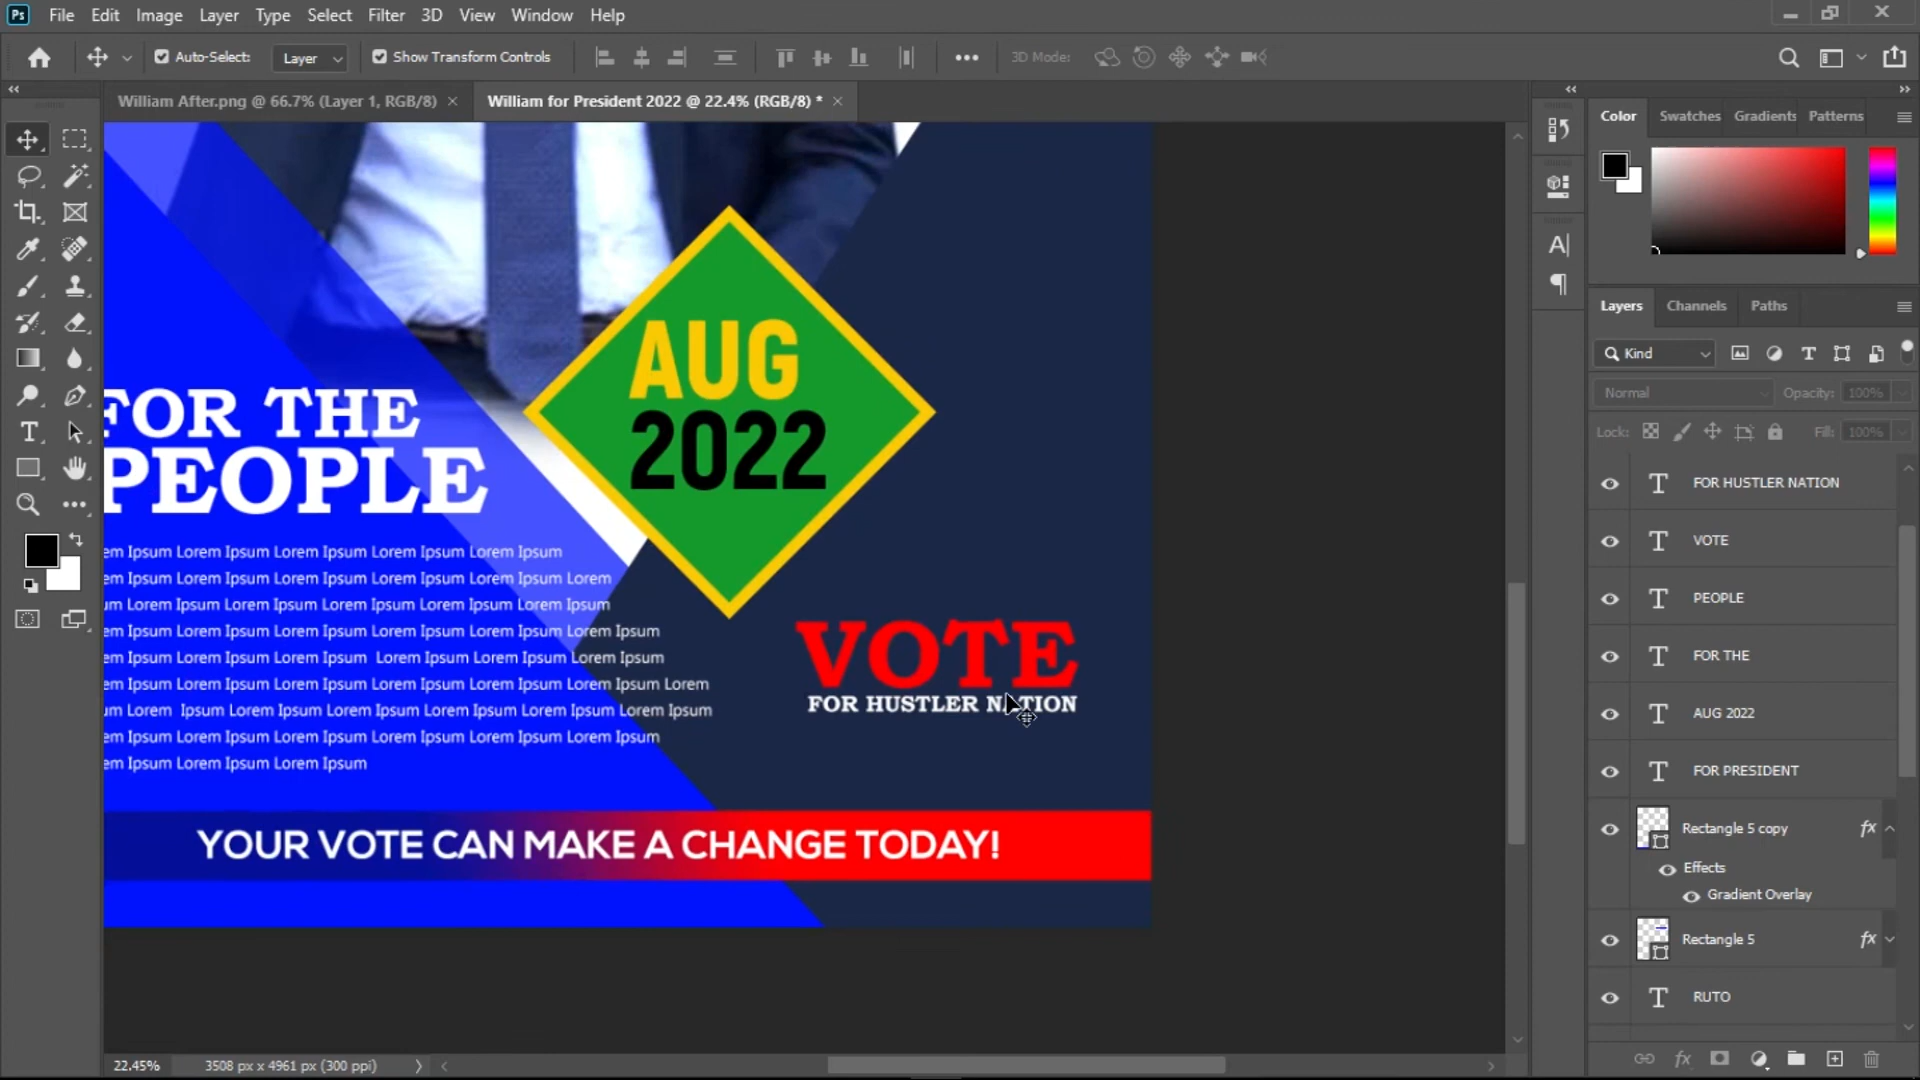 Ps File Edit Image Layer Type Select Filter 3D View Window Help
Auto-Select: Layer Show Transform Controls 3D Mode:
William After.png @ 66.7% (Layer 1, RGB/8) × William for President 2022 @ 22.4% (RGB/8) * ×
Color Swatches Gradients Patterns
Layers Channels Paths
Kind
Normal Opacity: 100%
Lock: Fill: 100%
FOR HUSTLER NATION
VOTE
PEOPLE
FOR THE
AUG 2022
FOR PRESIDENT
Rectangle 5 copy fx
Effects
Gradient Overlay
Rectangle 5 fx
RUTO
AUG
2022
FOR THE
PEOPLE
em Ipsum Lorem Ipsum Lorem Ipsum Lorem Ipsum Lorem Ipsum
em Ipsum Lorem Ipsum Lorem Ipsum Lorem Ipsum Lorem Ipsum Lorem
um Lorem Ipsum Lorem Ipsum Lorem Ipsum Lorem Ipsum Lorem Ipsum
em Ipsum Lorem Ipsum Lorem Ipsum Lorem Ipsum Lorem Ipsum Lorem Ipsum
em Ipsum Lorem Ipsum Lorem Ipsum  Lorem Ipsum Lorem Ipsum Lorem Ipsum
em Ipsum Lorem Ipsum Lorem Ipsum Lorem Ipsum Lorem Ipsum Lorem Ipsum Lorem
um Lorem  Ipsum Lorem Ipsum Lorem Ipsum Lorem Ipsum Lorem Ipsum Lorem Ipsum
em Ipsum Lorem Ipsum Lorem Ipsum Lorem Ipsum Lorem Ipsum Lorem Ipsum
em Ipsum Lorem Ipsum Lorem Ipsum
VOTE
FOR HUSTLER NATION
YOUR VOTE CAN MAKE A CHANGE TODAY!
22.45% 3508 px x 4961 px (300 ppi)